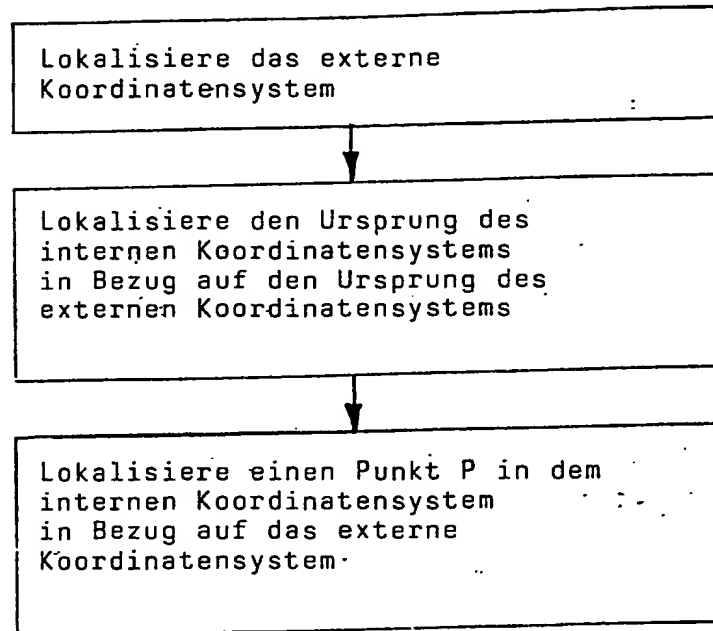 Lokalisiere das externe
Koordinatensystem
Lokalisiere den Ursprung des
internen Koordinatensystems
in Bezug auf den Ursprung des
externen Koordinatensystems
Lokalisiere einen Punkt P in dem
internen Koordinatensystem
in Bezug auf das externe
Koordinatensystem